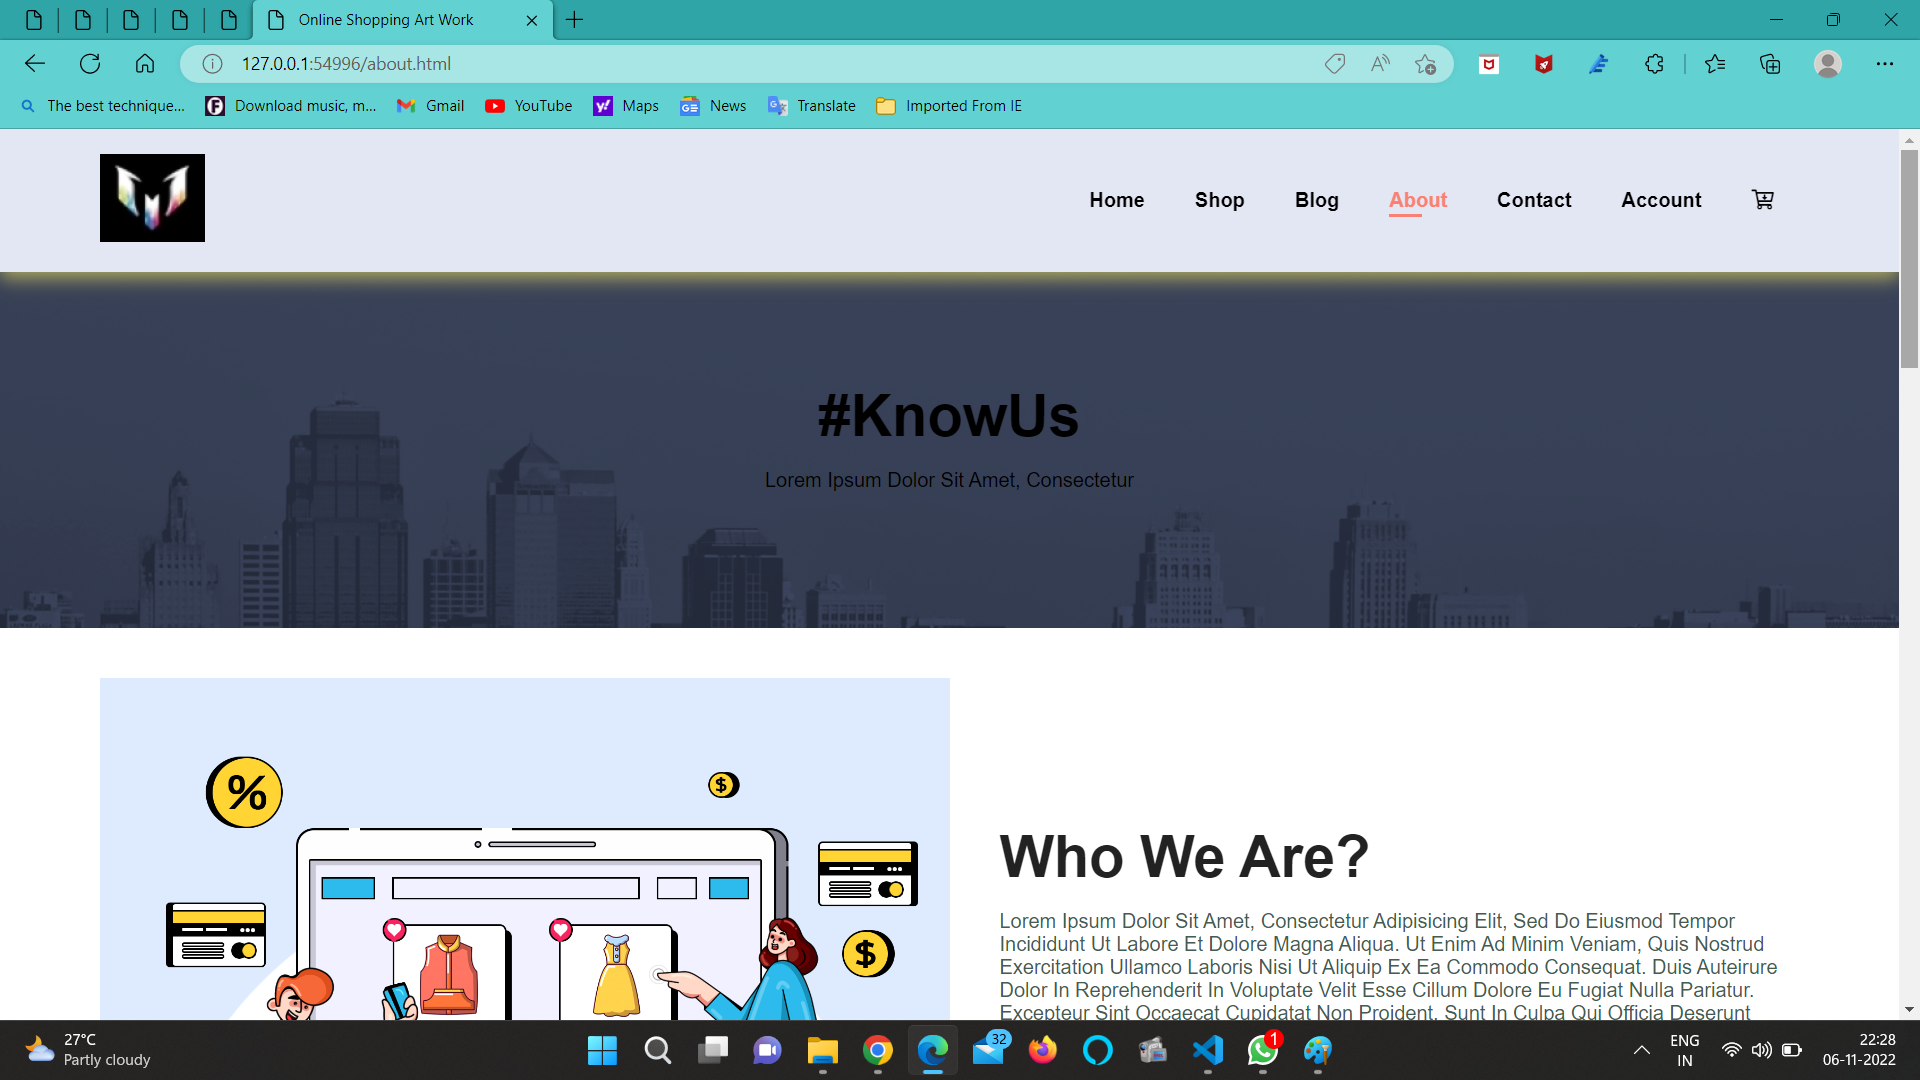 Online Shopping Art Work
127.0.0.1:54996/about.html
The best technique...
Download music, m...
Gmail
YouTube
Maps
News
Translate
Imported From IE
Home
Shop
Blog
About
Contact
Account
#KnowUs
Lorem Ipsum Dolor Sit Amet, Consectetur
%
$
$
Who We Are?
Lorem Ipsum Dolor Sit Amet, Consectetur Adipisicing Elit, Sed Do Eiusmod Tempor
Incididunt Ut Labore Et Dolore Magna Aliqua. Ut Enim Ad Minim Veniam, Quis Nostrud
Exercitation Ullamco Laboris Nisi Ut Aliquip Ex Ea Commodo Consequat. Duis Auteirure
Dolor In Reprehenderit In Voluptate Velit Esse Cillum Dolore Eu Fugiat Nulla Pariatur.
Excepteur Sint Occaecat Cupidatat Non Proident, Sunt In Culpa Qui Officia Deserunt
27°C
Partly cloudy
32
1
ENG
IN
22:28
06-11-2022